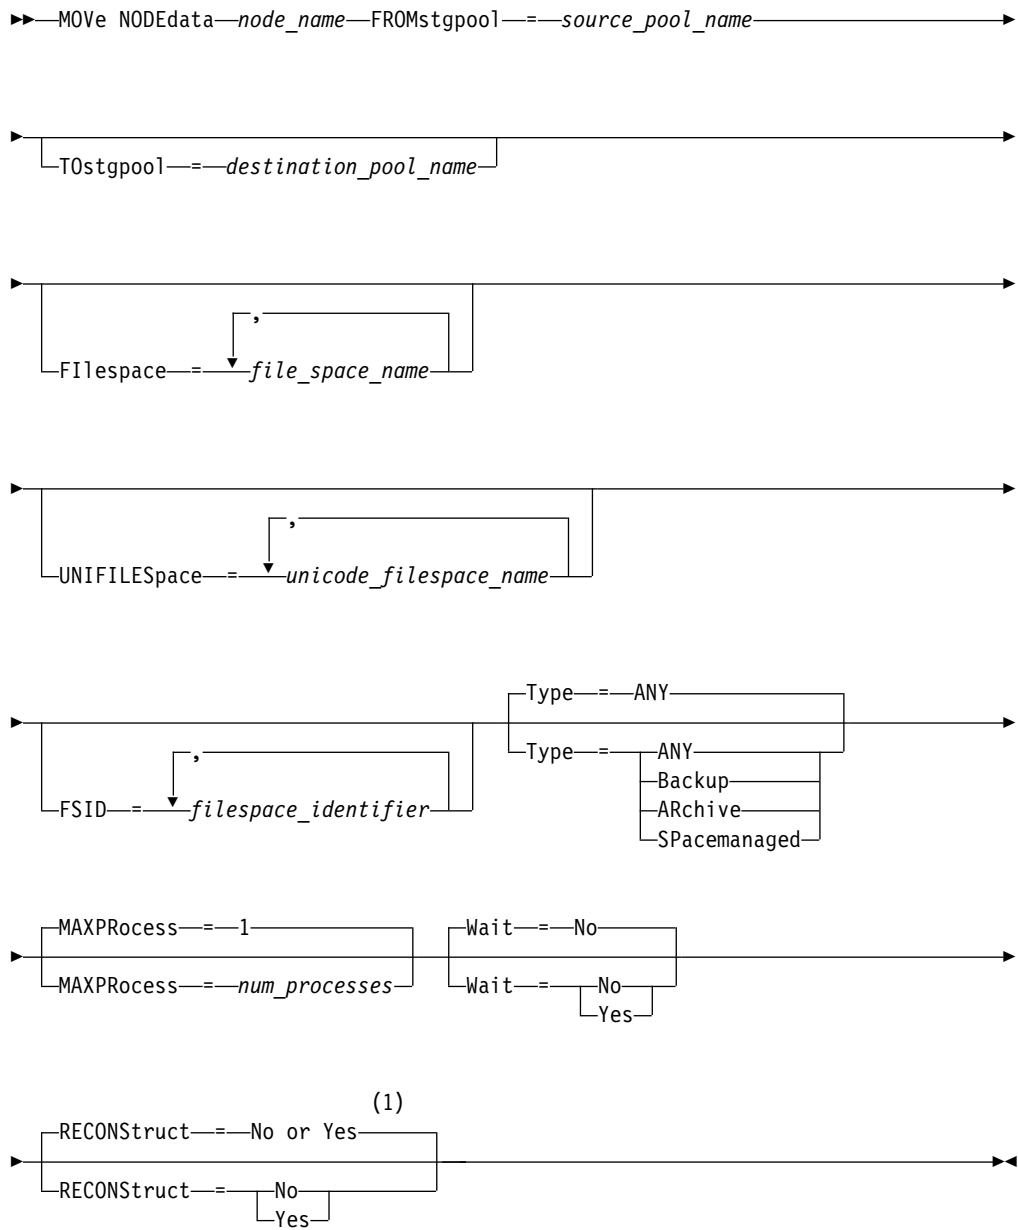 MOVe NODEdata node_name FROMstgpool = source_pool_name
TOstgpool = destination_pool_name
,
FIlespace = file_space_name
,
UNIFILESpace = unicode_filespace_name
Type = ANY
,
FSID = filespace_identifier
Type = ANY
Backup
ARchive
SPacemanaged
MAXPRocess = 1
Wait = No
MAXPRocess = num_processes
Wait = No
Yes
(1)
RECONStruct = No or Yes
RECONStruct = No
Yes